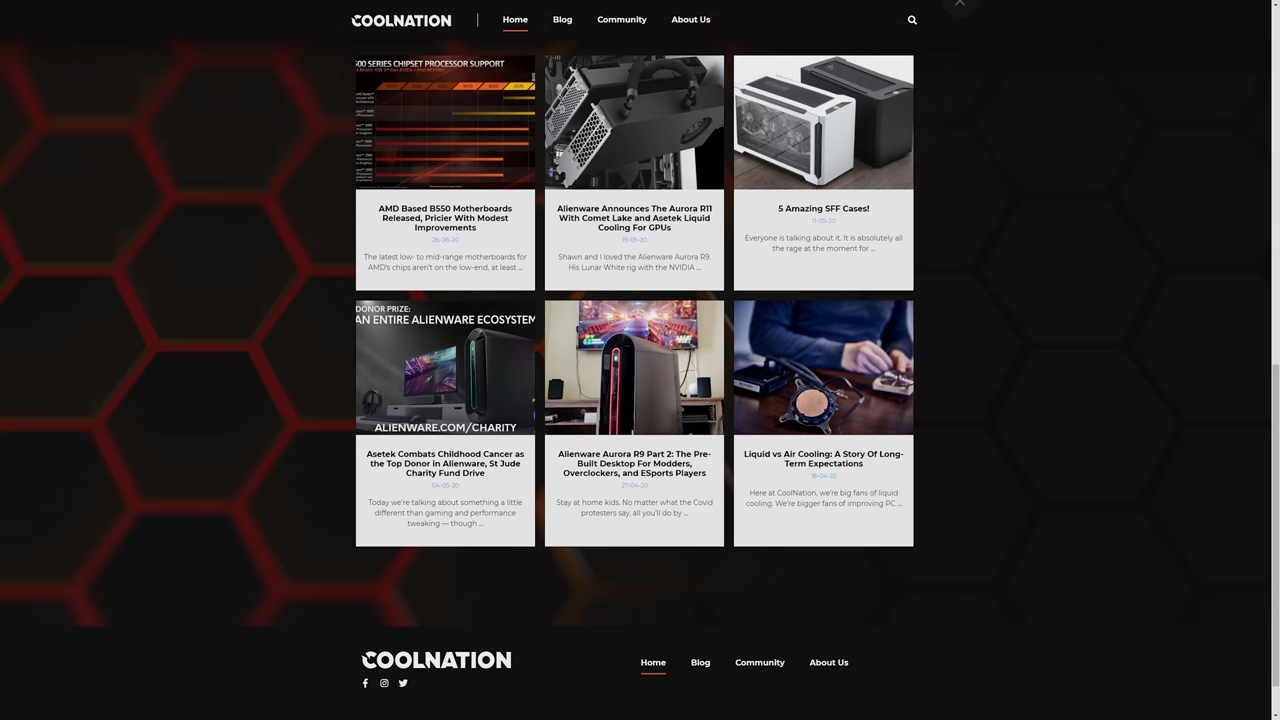 COOLNATION
Home Blog Community About Us
500 SERIES CHIPSET PROCESSOR SUPPORT
AMD Based B550 Motherboards
Released, Pricier With Modest
Improvements
26-06-20
The latest low- to mid-range motherboards for
AMD's chips aren't on the low-end, at least ...
Alienware Announces The Aurora R11
With Comet Lake and Asetek Liquid
Cooling For GPUs
15-05-20
Shawn and I loved the Alienware Aurora R9.
His Lunar White rig with the NVIDIA ...
5 Amazing SFF Cases!
11-05-20
Everyone is talking about it. It is absolutely all
the rage at the moment for ...
DONOR PRIZE:
AN ENTIRE ALIENWARE ECOSYSTEM
ALIENWARE.COM/CHARITY
Asetek Combats Childhood Cancer as
the Top Donor in Alienware, St Jude
Charity Fund Drive
04-05-20
Today we're talking about something a little
different than gaming and performance
tweaking — though ...
Alienware Aurora R9 Part 2: The Pre-
Built Desktop For Modders,
Overclockers, and ESports Players
27-04-20
Stay at home kids. No matter what the Covid
protesters say, all you'll do by ...
Liquid vs Air Cooling: A Story Of Long-
Term Expectations
18-04-20
Here at CoolNation, we're big fans of liquid
cooling. We're bigger fans of improving PC ...
COOLNATION
Home Blog Community About Us